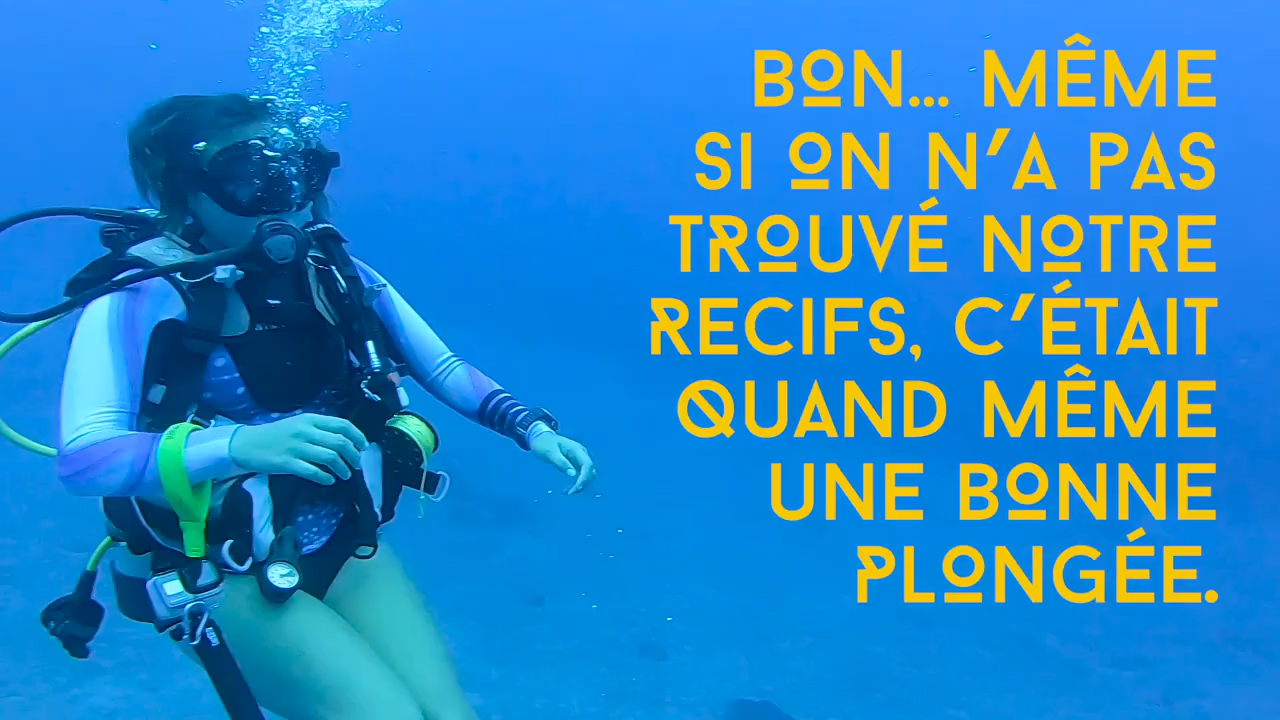 BON... MÊME
SI ON N'A PAS
TROUVÉ NOTRE
RECIFS, C'ÉTAIT
QUAND MÊME
UNE BONNE
PLONGÉE.